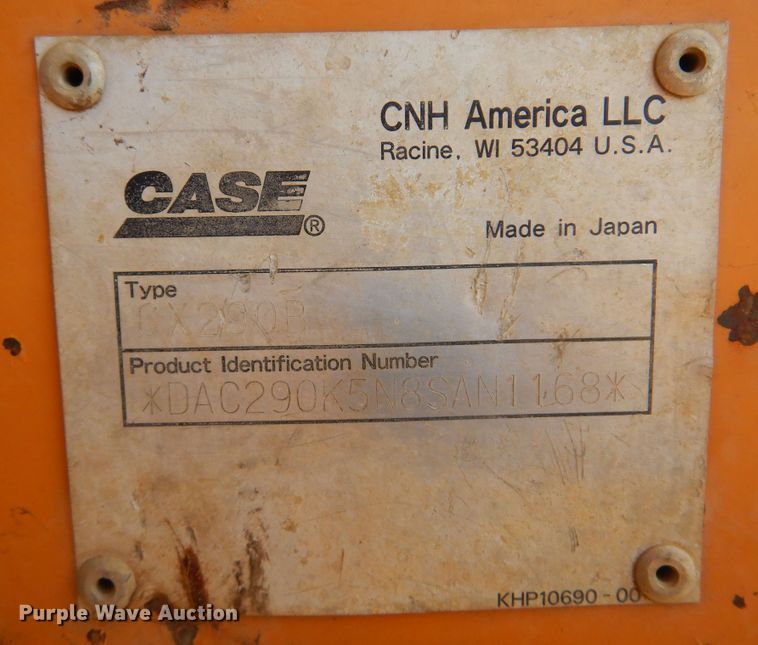 CNH America LLC
Racine, WI 53404 U.S.A.
CASE ®
Made in Japan
Type
CX290B
Product Identification Number
*DAC290K5N8SAN1168*
KHP10690-00
Purple Wave Auction